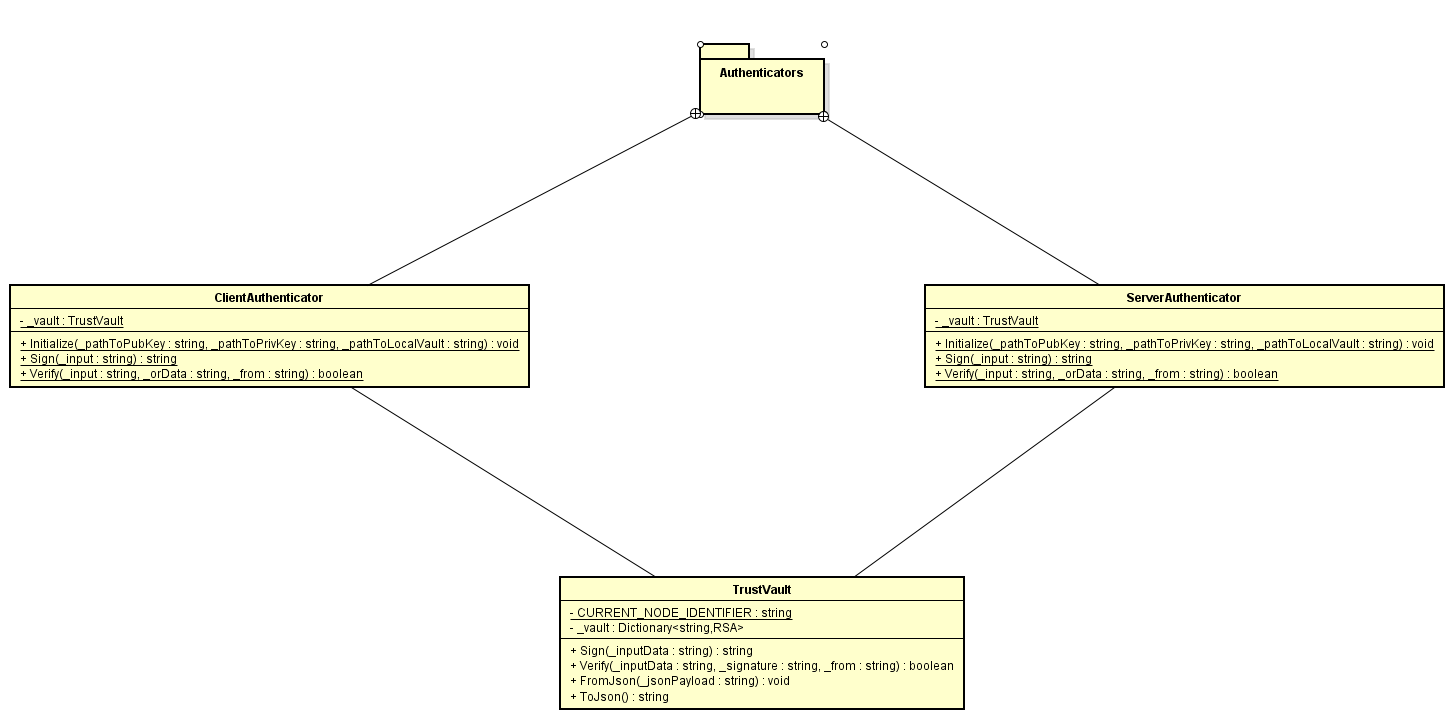 Authenticators
ClientAuthenticator
- _vault : TrustVault
+ Initialize(_pathToPubKey : string, _pathToPrivKey : string, _pathToLocalVault : string) : void
+ Sign(_input : string) : string
+ Verify(_input : string, _orData : string, _from : string) : boolean
ServerAuthenticator
- _vault : TrustVault
+ Initialize(_pathToPubKey : string, _pathToPrivKey : string, _pathToLocalVault : string) : void
+ Sign(_input : string) : string
+ Verify(_input : string, _orData : string, _from : string) : boolean
TrustVault
- CURRENT_NODE_IDENTIFIER : string
- _vault : Dictionary<string,RSA>
+ Sign(_inputData : string) : string
+ Verify(_inputData : string, _signature : string, _from : string) : boolean
+ FromJson(_jsonPayload : string) : void
+ ToJson() : string